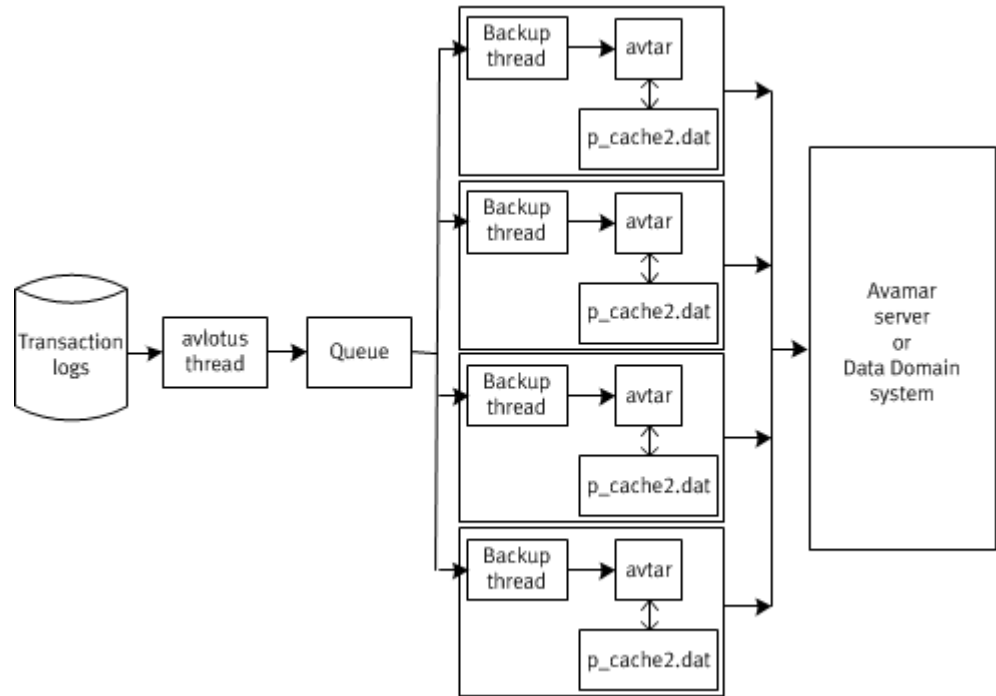 Transaction
logs
avlotus
thread
Queue
Backup
thread
avtar
p_cache2.dat
Backup
thread
avtar
p_cache2.dat
Backup
thread
avtar
p_cache2.dat
Backup
thread
avtar
p_cache2.dat
Avamar
server
or
Data Domain
system